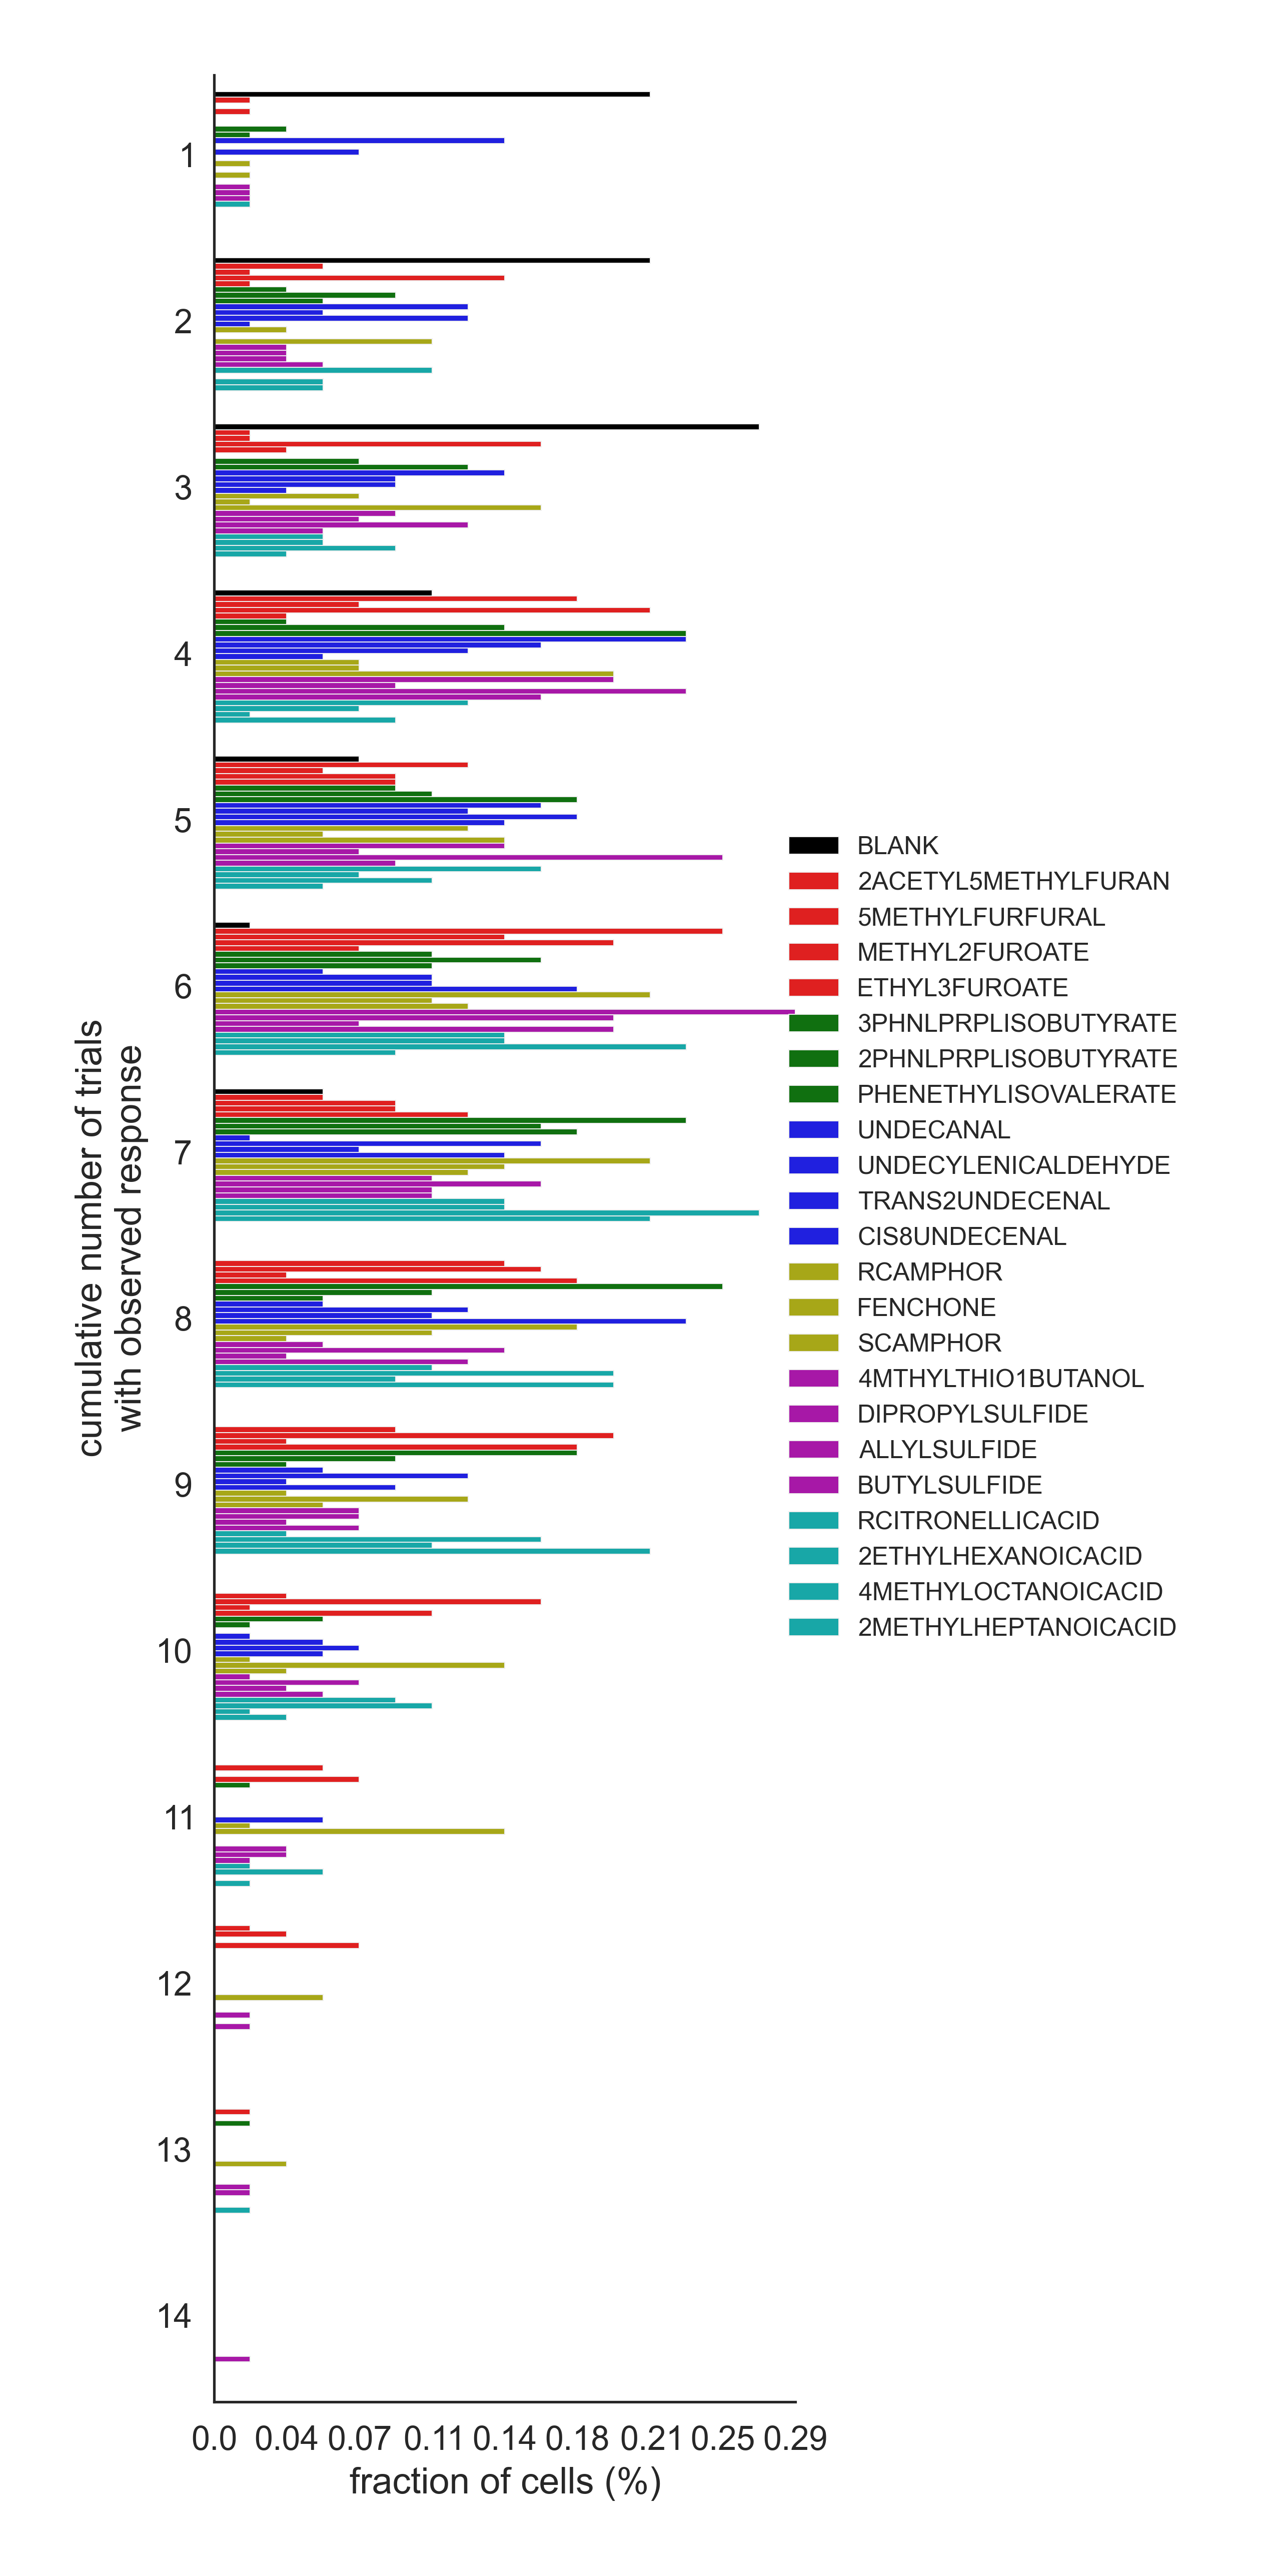 1
2
3
4
5
6
7
8
9
10
11
12
13
14
cumulative number of trials
with observed response
BLANK
2ACETYL5METHYLFURAN
5METHYLFURFURAL
METHYL2FUROATE
ETHYL3FUROATE
3PHNLPRPLISOBUTYRATE
2PHNLPRPLISOBUTYRATE
PHENETHYLISOVALERATE
UNDECANAL
UNDECYLENICALDEHYDE
TRANS2UNDECENAL
CIS8UNDECENAL
RCAMPHOR
FENCHONE
SCAMPHOR
4MTHYLTHIO1BUTANOL
DIPROPYLSULFIDE
ALLYLSULFIDE
BUTYLSULFIDE
RCITRONELLICACID
2ETHYLHEXANOICACID
4METHYLOCTANOICACID
2METHYLHEPTANOICACID
0.0 0.04 0.07 0.11 0.14 0.18 0.21 0.25 0.29
fraction of cells (%)